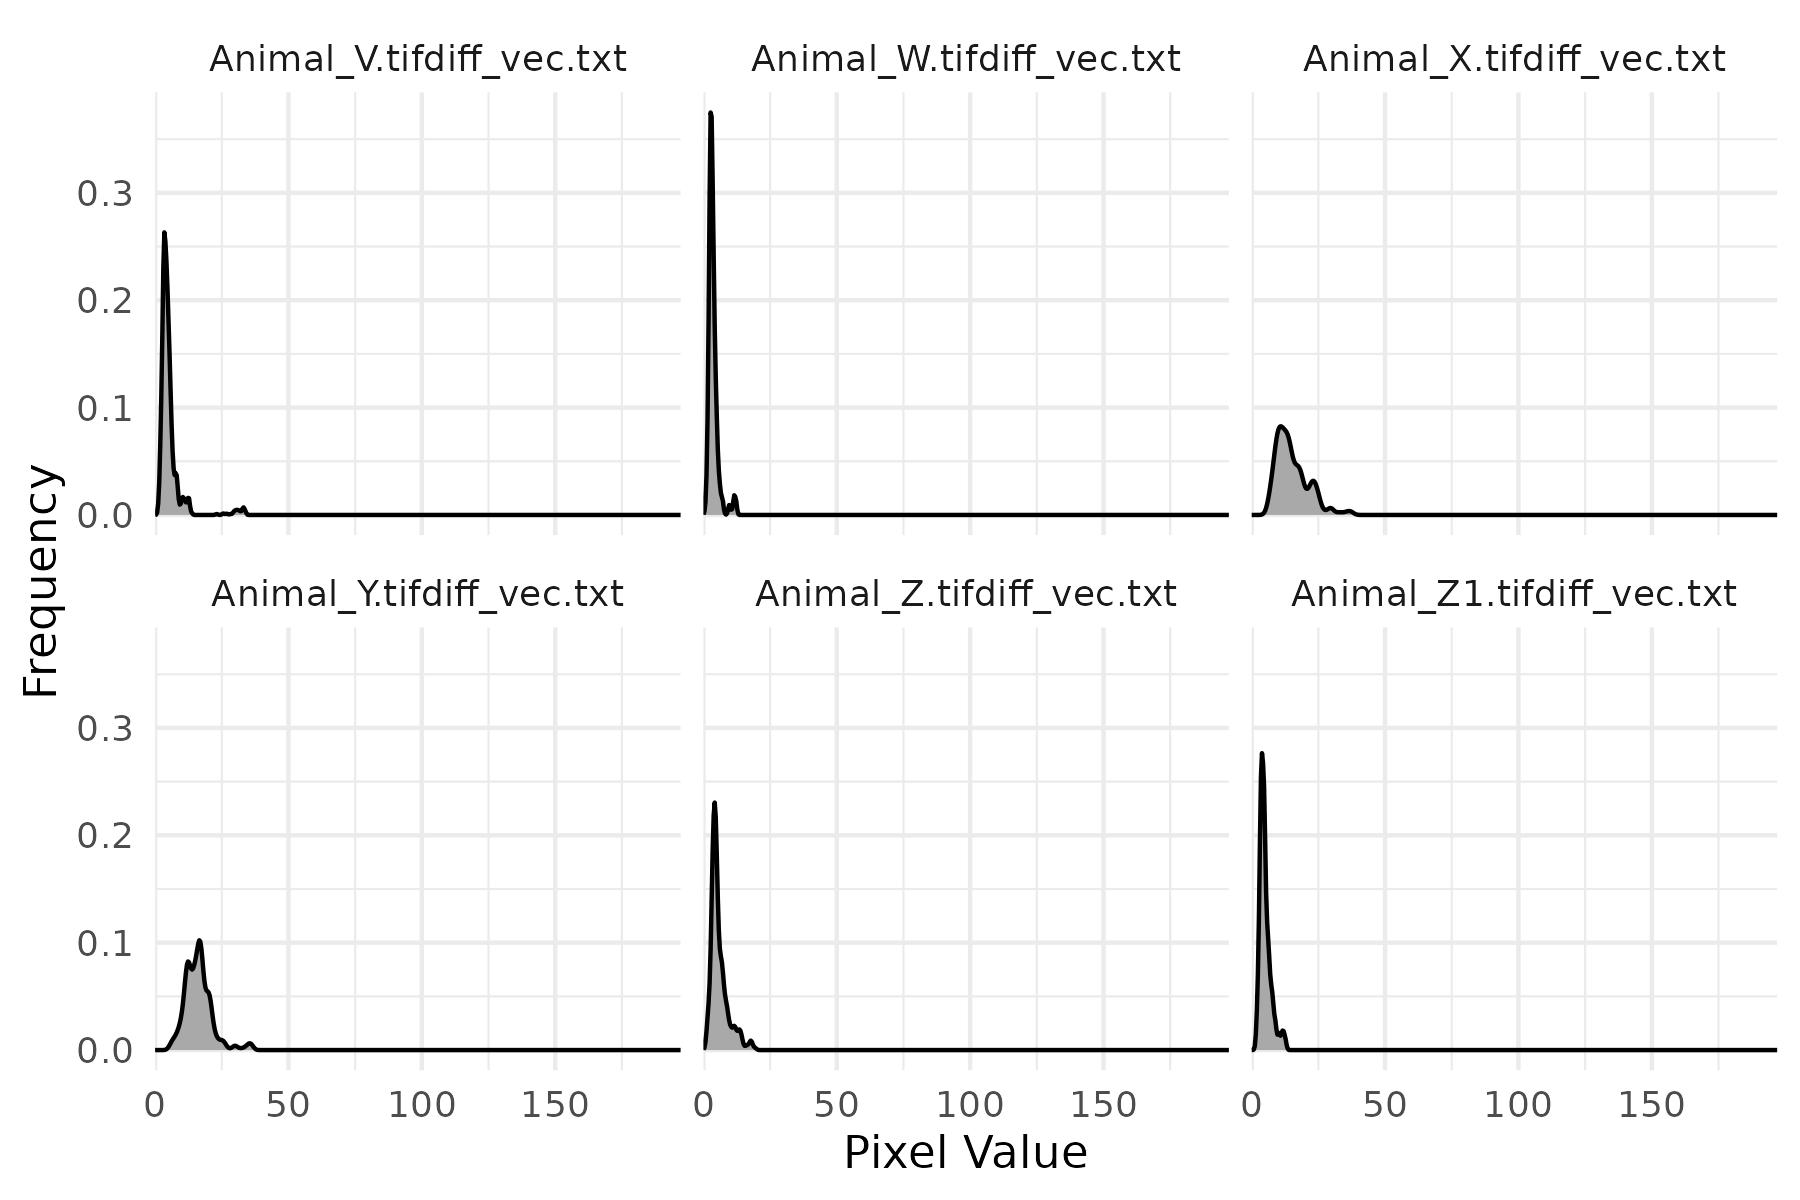 Animal_V.tifdiff_vec.txt Animal_W.tifdiff_vec.txt Animal_X.tifdiff_vec.txt
0.3
0.2
0.1
0.0
Frequency
Animal_Y.tifdiff_vec.txt Animal_Z.tifdiff_vec.txt Animal_Z1.tifdiff_vec.txt
0.3
0.2
0.1
0.0
0 50 100 150 0 50 100 150 0 50 100 150
Pixel Value